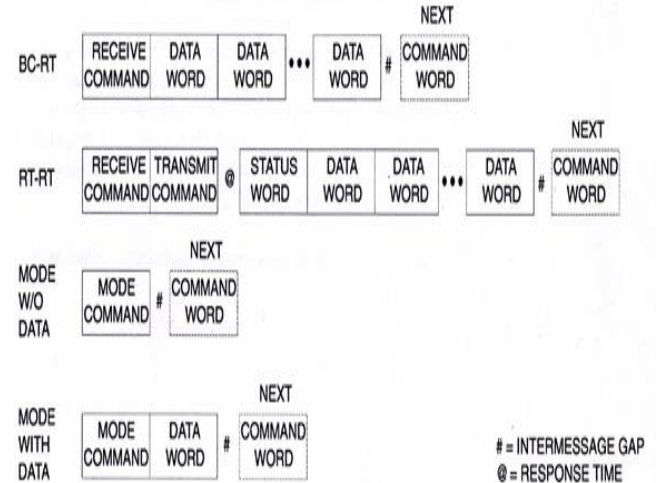 NEXT
BC-RT
RECEIVE COMMAND
DATA WORD
DATA WORD
•••
DATA WORD
#
COMMAND WORD
NEXT
RT-RT
RECEIVE COMMAND
TRANSMIT COMMAND
@
STATUS WORD
DATA WORD
DATA WORD
•••
DATA WORD
#
COMMAND WORD
NEXT
MODE W/O DATA
MODE COMMAND
#
COMMAND WORD
NEXT
MODE WITH DATA
MODE COMMAND
DATA WORD
#
COMMAND WORD
# = INTERMESSAGE GAP
@ = RESPONSE TIME